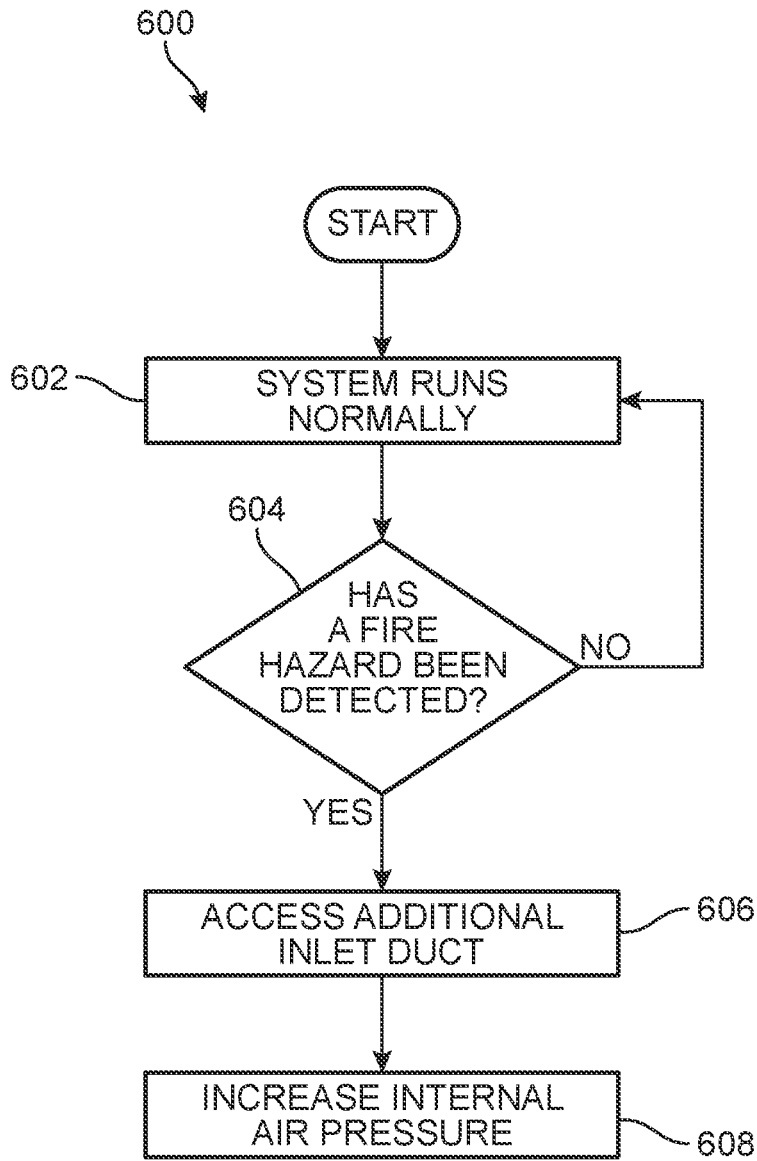 600
START
602
SYSTEM RUNS
NORMALLY
604
HAS
A FIRE
HAZARD BEEN
DETECTED?
NO
YES
ACCESS ADDITIONAL
INLET DUCT
606
INCREASE INTERNAL
AIR PRESSURE
608